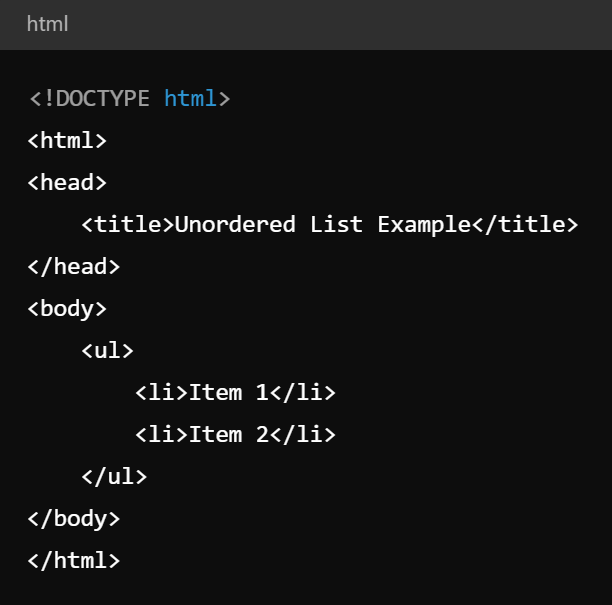 html
<!DOCTYPE html>
<html>
<head>
    <title>Unordered List Example</title>
</head>
<body>
    <ul>
        <li>Item 1</li>
        <li>Item 2</li>
    </ul>
</body>
</html>